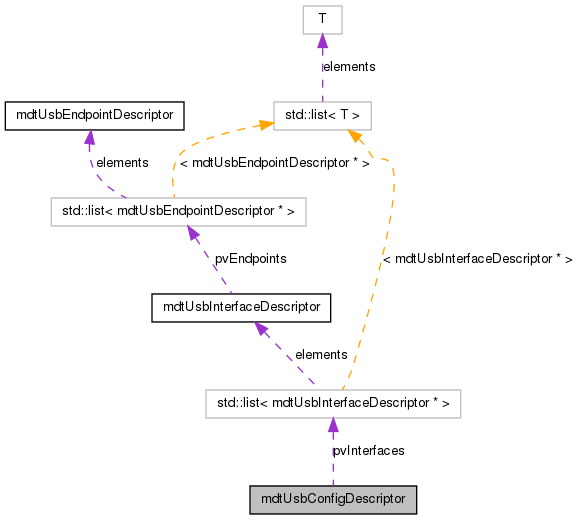 T
elements
mdtUsbEndpointDescriptor
std::list< T >
elements
< mdtUsbEndpointDescriptor * >
std::list< mdtUsbEndpointDescriptor * >
pvEndpoints
< mdtUsbInterfaceDescriptor * >
mdtUsbInterfaceDescriptor
elements
std::list< mdtUsbInterfaceDescriptor * >
pvInterfaces
mdtUsbConfigDescriptor